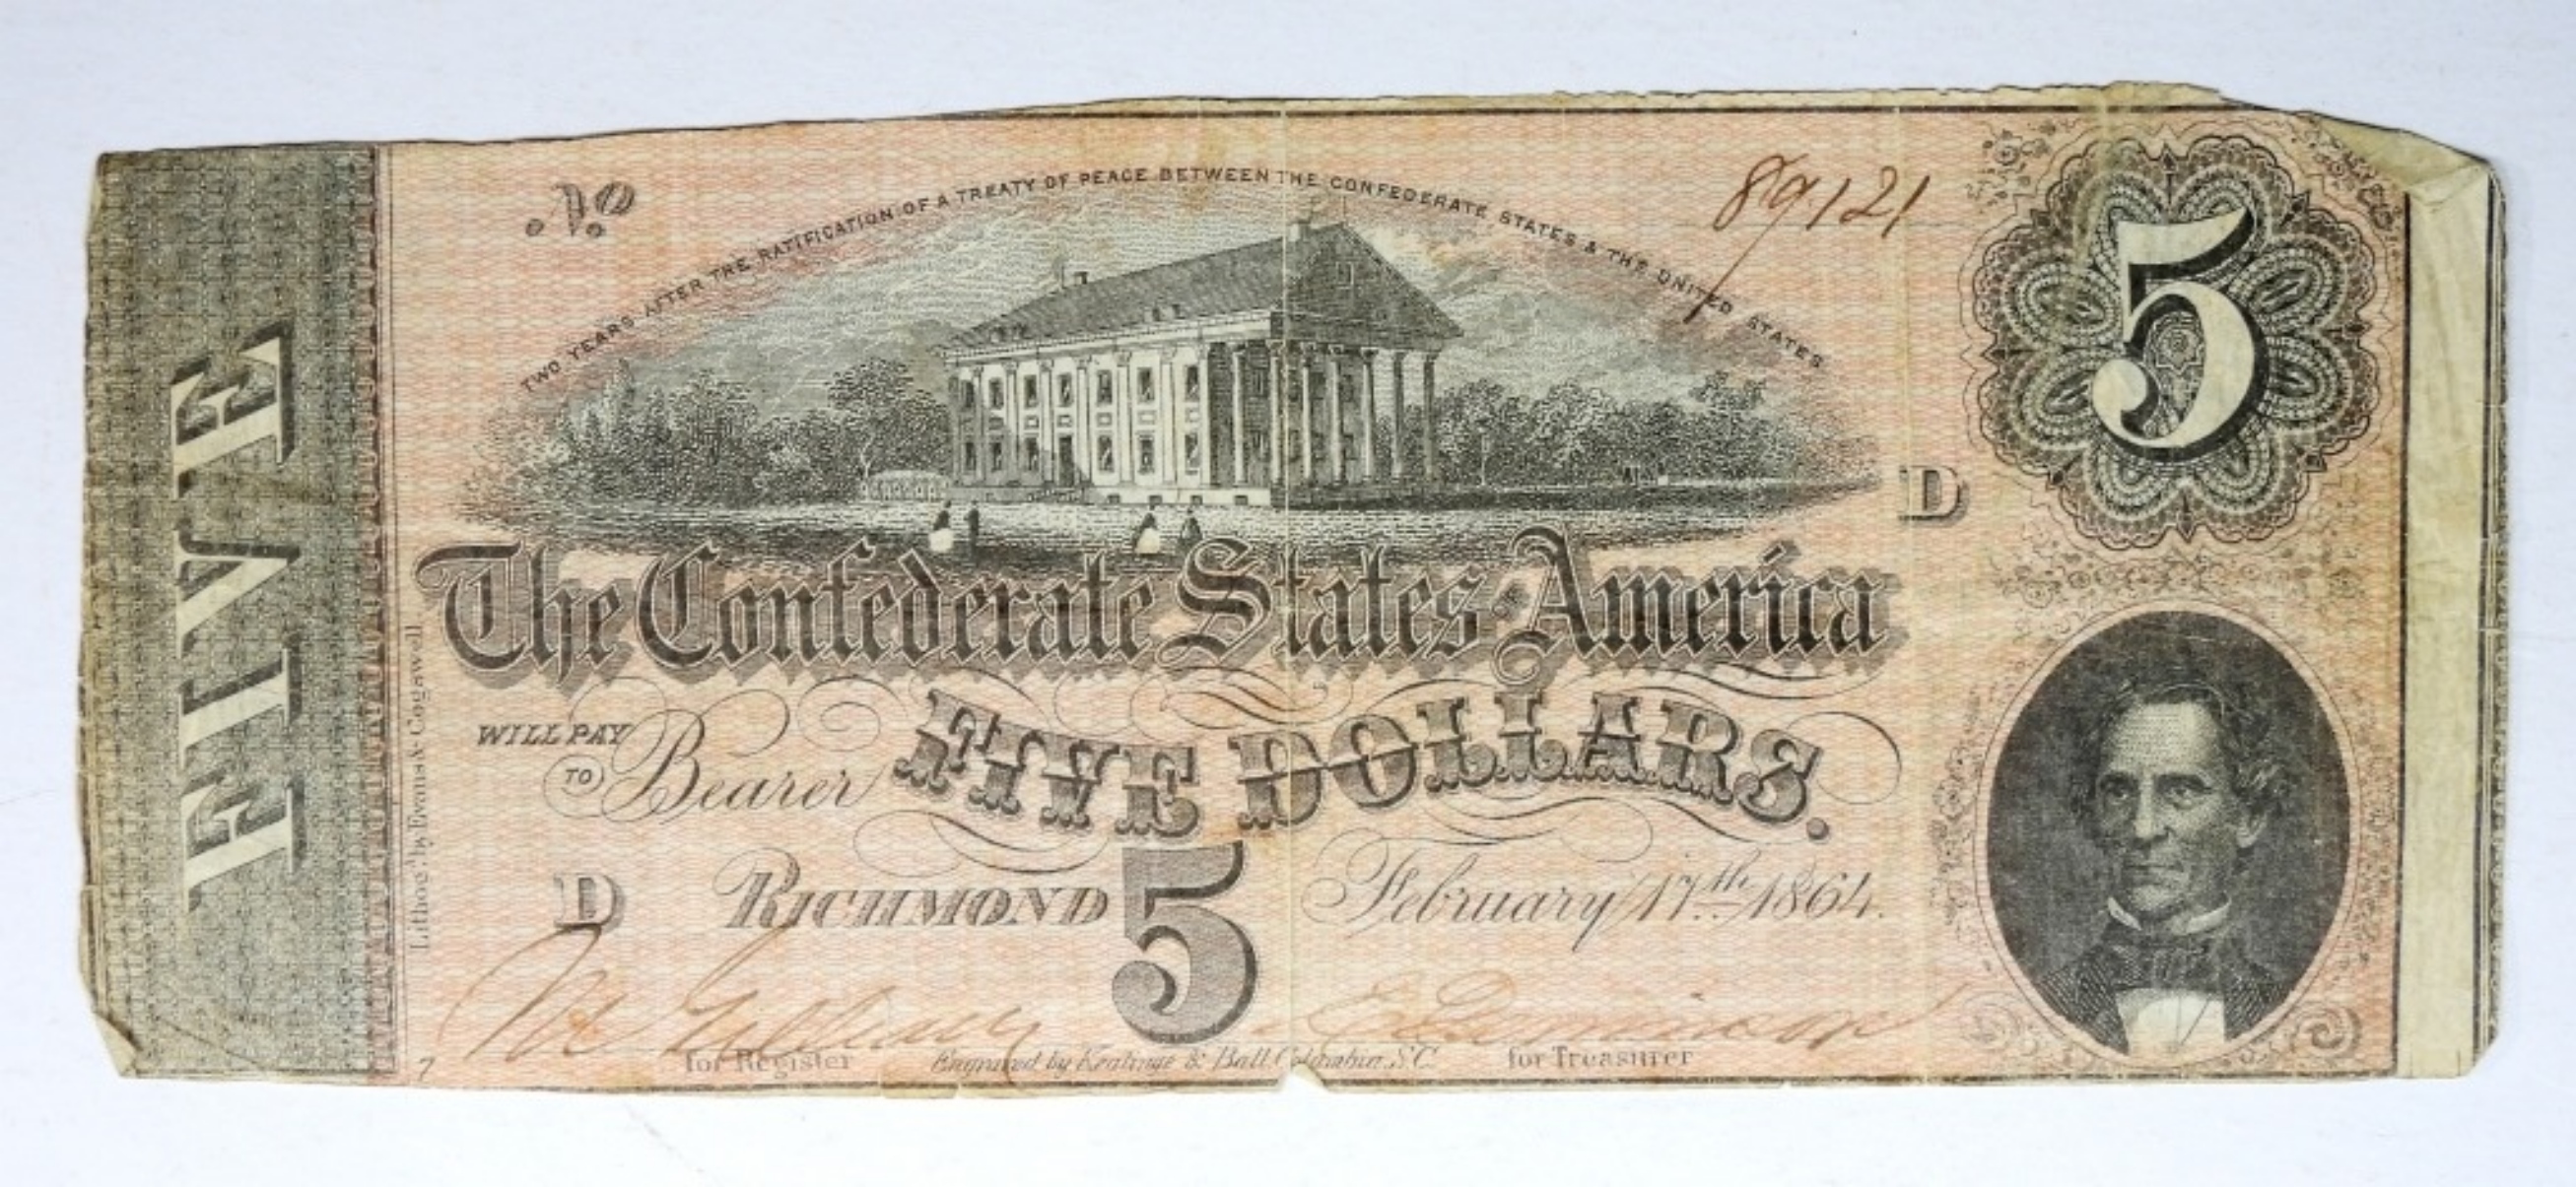 FIVE
No
89121
TWO YEARS AFTER THE RATIFICATION OF A TREATY OF PEACE BETWEEN THE CONFEDERATE STATES & THE UNITED STATES
5
D
The Confederate States of America
WILL PAY
TO Bearer FIVE DOLLARS.
D RICHMOND 5 February 17th 1864.
for Register
Engraved by Keatinge & Ball Columbia, S.C.
for Treasurer
7
Lithog'd by Evans & Cogswell